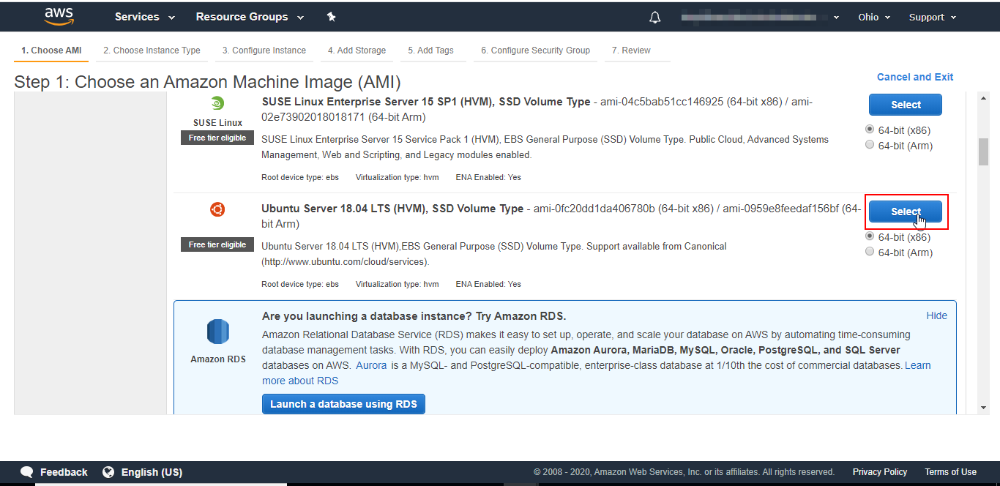 aws Services Resource Groups Ohio Support
1. Choose AMI 2. Choose Instance Type 3. Configure Instance 4. Add Storage 5. Add Tags 6. Configure Security Group 7. Review
Step 1: Choose an Amazon Machine Image (AMI)
Cancel and Exit
SUSE Linux
Free tier eligible
SUSE Linux Enterprise Server 15 SP1 (HVM), SSD Volume Type - ami-04c5bab51cc146925 (64-bit x86) / ami-
02e73902018018171 (64-bit Arm)
SUSE Linux Enterprise Server 15 Service Pack 1 (HVM), EBS General Purpose (SSD) Volume Type. Public Cloud, Advanced Systems
Management, Web and Scripting, and Legacy modules enabled.
Root device type: ebs Virtualization type: hvm ENA Enabled: Yes
Select
64-bit (x86)
64-bit (Arm)
Free tier eligible
Ubuntu Server 18.04 LTS (HVM), SSD Volume Type - ami-0fc20dd1da406780b (64-bit x86) / ami-0959e8feedaf156bf (64-
bit Arm)
Ubuntu Server 18.04 LTS (HVM),EBS General Purpose (SSD) Volume Type. Support available from Canonical
(http://www.ubuntu.com/cloud/services).
Root device type: ebs Virtualization type: hvm ENA Enabled: Yes
Select
64-bit (x86)
64-bit (Arm)
Amazon RDS
Are you launching a database instance? Try Amazon RDS.
Hide
Amazon Relational Database Service (RDS) makes it easy to set up, operate, and scale your database on AWS by automating time-consuming
database management tasks. With RDS, you can easily deploy Amazon Aurora, MariaDB, MySQL, Oracle, PostgreSQL, and SQL Server
databases on AWS. Aurora is a MySQL- and PostgreSQL-compatible, enterprise-class database at 1/10th the cost of commercial databases. Learn
more about RDS
Launch a database using RDS
Feedback English (US) © 2008 - 2020, Amazon Web Services, Inc. or its affiliates. All rights reserved. Privacy Policy Terms of Use